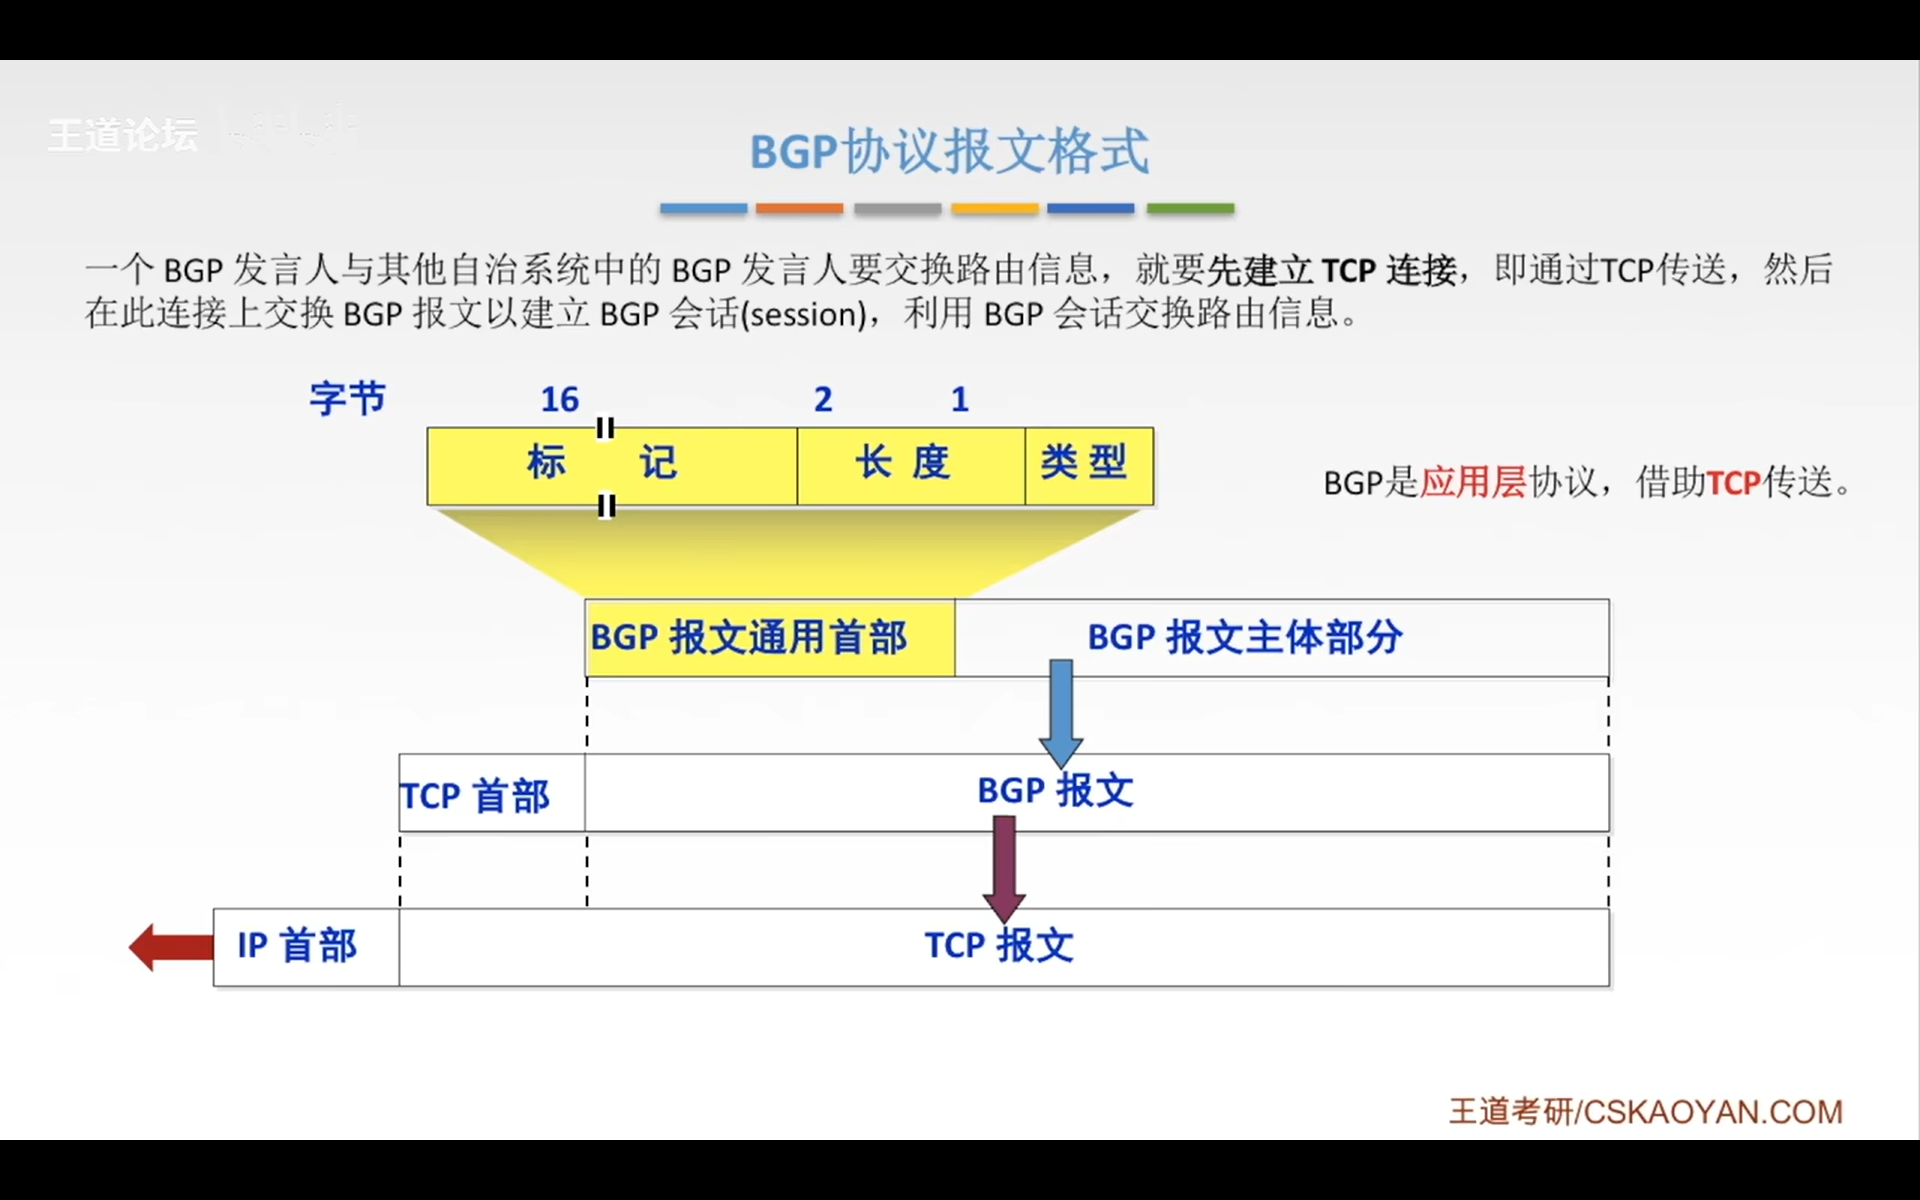 王道论坛
BGP协议报文格式
一个 BGP 发言人与其他自治系统中的 BGP 发言人要交换路由信息，就要先建立 TCP 连接，即通过TCP传送，然后
在此连接上交换 BGP 报文以建立 BGP 会话(session)，利用 BGP 会话交换路由信息。
字节 16 2 1
标 记 长 度 类 型
BGP是应用层协议，借助TCP传送。
BGP 报文通用首部 BGP 报文主体部分
TCP 首部 BGP 报文
IP 首部 TCP 报文
王道考研/CSKAOYAN.COM